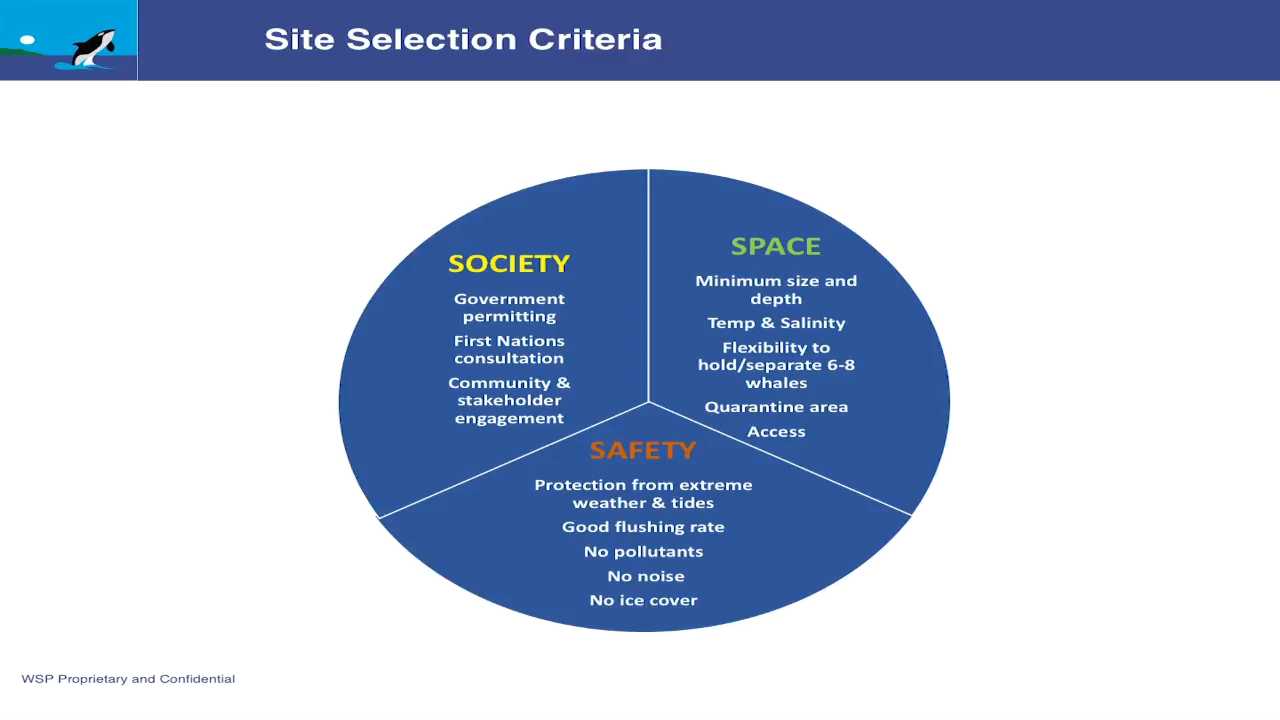 Site Selection Criteria
SOCIETY
Government
permitting
First Nations
consultation
Community &
stakeholder
engagement
SPACE
Minimum size and
depth
Temp & Salinity
Flexibility to
hold/separate 6-8
whales
Quarantine area
Access
SAFETY
Protection from extreme
weather & tides
Good flushing rate
No pollutants
No noise
No ice cover
WSP Proprietary and Confidential